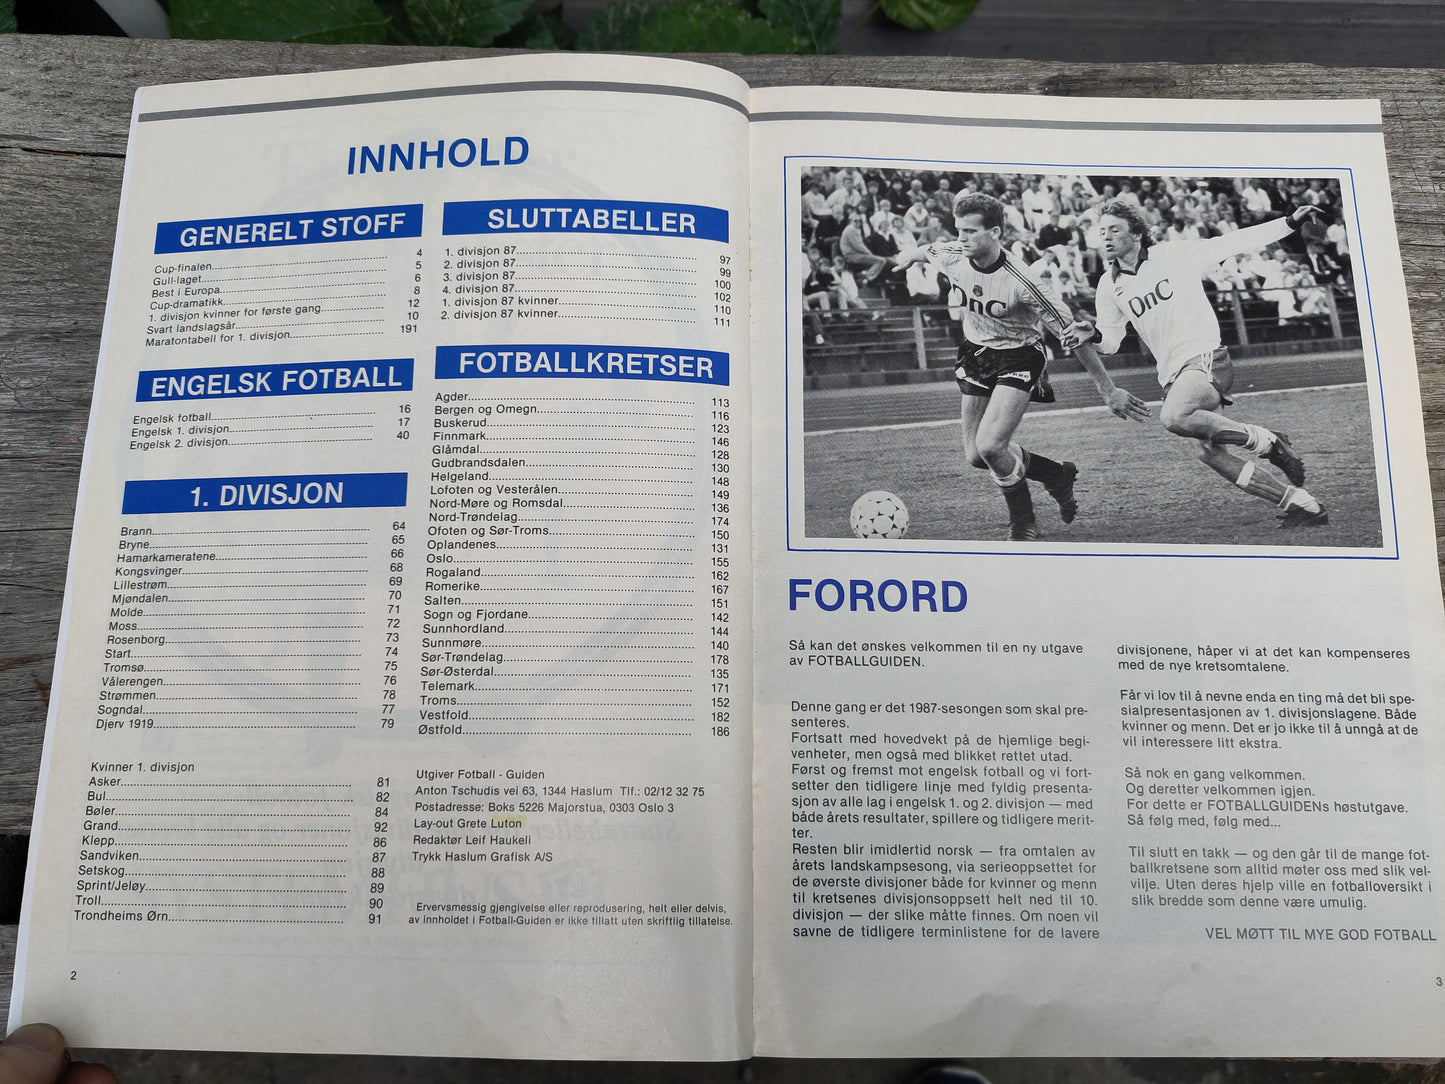 INNHOLD
GENERELT STOFF
Cup-finalen 4
Gull-laget 5
Best i Europa 6
Cup-dramatikk 8
1. divisjon kvinner for første gang 12
Svart landslagsår 10
Maratontabell for 1. divisjon 191
ENGELSK FOTBALL
Engelsk fotball 16
Engelsk 1. divisjon 17
Engelsk 2. divisjon 40
1. DIVISJON
Brann 64
Bryne 65
Hamarkameratene 66
Kongsvinger 68
Lillestrøm 69
Mjøndalen 70
Molde 71
Moss 72
Rosenborg 73
Start 74
Tromsø 75
Vålerengen 76
Strømmen 78
Sogndal 77
Djerv 1919 79
Kvinner 1. divisjon
Asker 81
Bul 82
Bøler 84
Grand 92
Klepp 86
Sandviken 87
Setskog 88
Sprint/Jeløy 89
Troll 90
Trondheims Ørn 91
2
SLUTTABELLER
1. divisjon 87 97
2. divisjon 87 99
3. divisjon 87 100
4. divisjon 87 102
1. divisjon 87 kvinner 110
2. divisjon 87 kvinner 111
FOTBALLKRETSER
Agder 113
Bergen og Omegn 116
Buskerud 123
Finnmark 146
Glåmdal 128
Gudbrandsdalen 130
Helgeland 148
Lofoten og Vesterålen 149
Nord-Møre og Romsdal 136
Nord-Trøndelag 174
Ofoten og Sør-Troms 150
Oplandenes 131
Oslo 155
Rogaland 162
Romerike 167
Salten 151
Sogn og Fjordane 142
Sunnhordland 144
Sunnmøre 140
Sør-Trøndelag 178
Sør-Østerdal 135
Telemark 171
Troms 152
Vestfold 182
Østfold 186
Utgiver Fotball - Guiden
Anton Tschudis vei 63, 1344 Haslum Tlf.: 02/12 32 75
Postadresse: Boks 5226 Majorstua, 0303 Oslo 3
Lay-out Grete Luton
Redaktør Leif Haukeli
Trykk Haslum Grafisk A/S
Ervervsmessig gjengivelse eller reprodusering, helt eller delvis,
av innholdet i Fotball-Guiden er ikke tillatt uten skriftlig tillatelse.
DnC
DnC
FORORD
Så kan det ønskes velkommen til en ny utgave
av FOTBALLGUIDEN.
Denne gang er det 1987-sesongen som skal pre-
senteres.
Fortsatt med hovedvekt på de hjemlige begi-
venheter, men også med blikket rettet utad.
Først og fremst mot engelsk fotball og vi fort-
setter den tidligere linje med fyldig presenta-
sjon av alle lag i engelsk 1. og 2. divisjon — med
både årets resultater, spillere og tidligere merit-
ter.
Resten blir imidlertid norsk — fra omtalen av
årets landskampsesong, via serieoppsettet for
de øverste divisjoner både for kvinner og menn
til kretsenes divisjonsoppsett helt ned til 10.
divisjon — der slike måtte finnes. Om noen vil
savne de tidligere terminlistene for de lavere
divisjonene, håper vi at det kan kompenseres
med de nye kretsomtalene.
Får vi lov til å nevne enda en ting må det bli spe-
sialpresentasjonen av 1. divisjonslagene. Både
kvinner og menn. Det er jo ikke til å unngå at de
vil interessere litt ekstra.
Så nok en gang velkommen.
Og deretter velkommen igjen.
For dette er FOTBALLGUIDENs høstutgave.
Så følg med, følg med...
Til slutt en takk — og den går til de mange fot-
ballkretsene som alltid møter oss med slik vel-
vilje. Uten deres hjelp ville en fotballoversikt i
slik bredde som denne være umulig.
VEL MØTT TIL MYE GOD FOTBALL
3